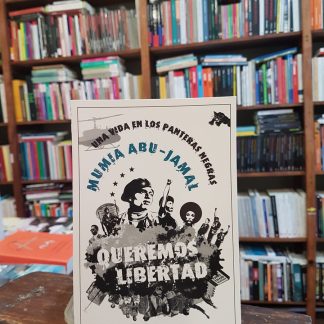 UNA VIDA EN LOS PANTERAS NEGRAS
MUMIA ABU-JAMAL
QUEREMOS
LIBERTAD